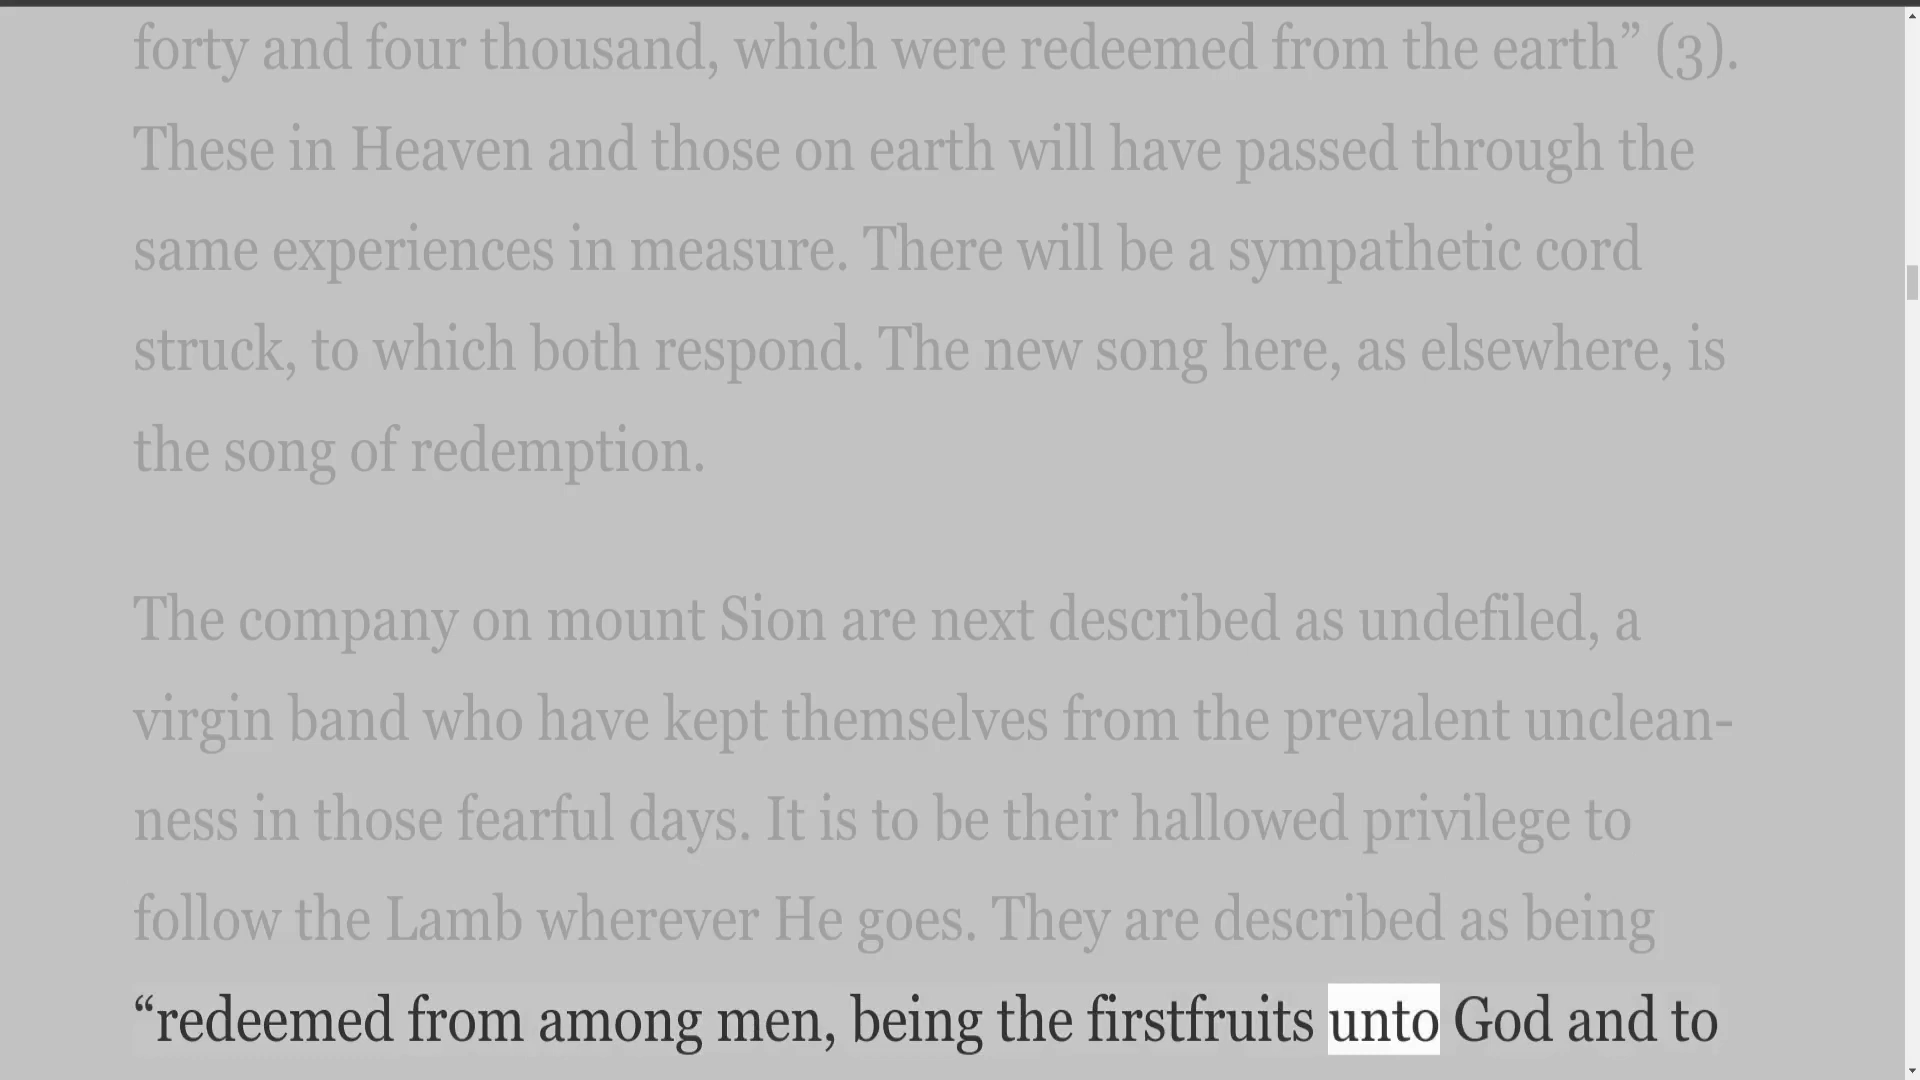 forty and four thousand, which were redeemed from the earth” (3).
These in Heaven and those on earth will have passed through the
same experiences in measure. There will be a sympathetic cord
struck, to which both respond. The new song here, as elsewhere, is
the song of redemption.
The company on mount Sion are next described as undefiled, a
virgin band who have kept themselves from the prevalent unclean-
ness in those fearful days. It is to be their hallowed privilege to
follow the Lamb wherever He goes. They are described as being
“redeemed from among men, being the firstfruits unto God and to